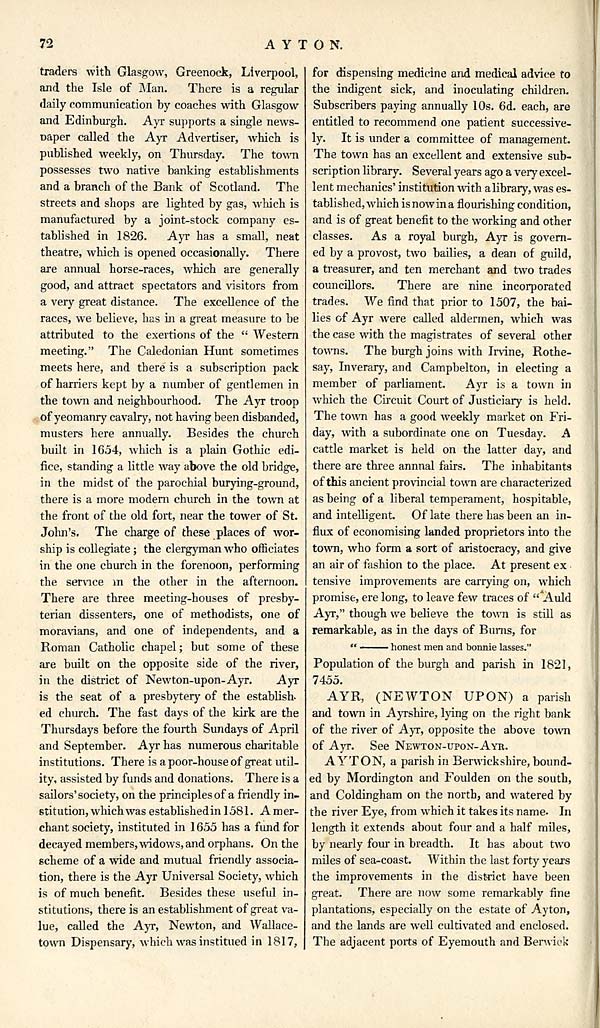 72
AYTON.
traders with Glasgow, Greenock, Liverpool,
and the Isle of Man. There is a regular
daily communication by coaches with Glasgow
and Edinburgh. Ayr supports a single news-
paper called the Ayr Advertiser, which is
published weekly, on Thursday. The town
possesses two native banking establishments
and a branch of the Bank of Scotland. The
streets and shops are lighted by gas, which is
manufactured by a joint-stock company es-
tablished in 1826. Ayr has a small, neat
theatre, which is opened occasionally. There
are annual horse-races, which are generally
good, and attract spectators and visitors from
a very great distance. The excellence of the
races, we believe, has in a great measure to be
attributed to the exertions of the “ Western
meeting.” The Caledonian Hunt sometimes
meets here, and there is a subscription pack
of harriers kept by a number of gentlemen in
the town and neighbourhood. The Ayr troop
of yeomanry cavalry, not having been disbanded,
musters here annually. Besides the church
built in 1654, which is a plain Gothic edi-
fice, standing a little way above the old bridge,
in the midst of the parochial burying-ground,
there is a more modern church in the town at
the front of the old fort, near the tower of St.
John's. The charge of these places of wor-
ship is collegiate ; the clergyman who officiates
in the one church in the forenoon, performing
the service in the other in the afternoon.
There are three meeting-houses of presby-
terian dissenters, one of methodists, one of
moravians, and one of independents, and a
Roman Catholic chapel ; but some of these
are built on the opposite side of the river,
in the district of Newton-upon-Ayr. Ayr
is the seat of a presbytery of the establish-
ed church. The fast days of the kirk are the
Thursdays before the fourth Sundays of April
and September. Ayr has numerous charitable
institutions. There is a poor-house of great util-
ity, assisted by funds and donations. There is a
sailors' society, on the principles of a friendly in-
stitution, which was established in 1581. A mer-
chant society, instituted in 1655 has a fund for
decayed members, widows, and orphans. On the
scheme of a wide and mutual friendly associa-
tion, there is the Ayr Universal Society, which
is of much benefit. Besides these useful in-
stitutions, there is an establishment of great va-
lue, called the Ayr, Newton, and Wallace-
town Dispensary, which was institued in 1817,
for dispensing medicine and medical advice to
the indigent sick, and inoculating children.
Subscribers paying annually 10s. 6d. each, are
entitled to recommend one patient successive-
ly. It is under a committee of management.
The town has an excellent and extensive sub-
scription library. Several years ago a very excel-
lent mechanics' institution with a library, was es-
tablished, which is now in a flourishing condition,
and is of great benefit to the working and other
classes. As a royal burgh, Ayr is govern-
ed by a provost, two bailies, a dean of guild,
a treasurer, and ten merchant and two trades
councillors. There are nine incorporated
trades. We find that prior to 1507, the bai-
lies of Ayr were called aldermen, which was
the case with the magistrates of several other
towns. The burgh joins with Irvine, Rothe-
say, Inverary, and Campbelton, in electing a
member of parliament. Ayr is a town in
which the Circuit Court of Justiciary is held.
The town has a good weekly market on Fri-
day, with a subordinate one on Tuesday. A
cattle market is held on the latter day, and
there are three annnal fairs. The inhabitants
of this ancient provincial town are characterized
as being of a liberal temperament, hospitable,
and intelligent. Of late there has been an in-
flux of economising landed proprietors into the
town, who form a sort of aristocracy, and give
an air of fashion to the place. At present ex-
tensive improvements are carrying on, which
promise, ere long, to leave few traces of “ Auld
Ayr,” though we believe the town is still as
remarkable, as in the days of Burns, for
“ —— honest men and bonnie lasses.”
Population of the burgh and parish in 1821,
7455.
AYR, (NEWTON UPON) a parish
and town in Ayrshire, lying on the right bank
of the river of Ayr, opposite the above town
of Ayr. See NEWTON-UPON-AYR.
AYTON, a parish in Berwickshire, bound-
ed by Mordington and Foulden on the south,
and Coldingham on the north, and watered by
the river Eye, from which it takes its name. In
length it extends about four and a half miles,
by nearly four in breadth. It has about two
miles of sea-coast. Within the last forty years
the improvements in the district have been
great. There are now some remarkably fine
plantations, especially on the estate of Ayton,
and the lands are well cultivated and enclosed.
The adjacent ports of Eyemouth and Berwick